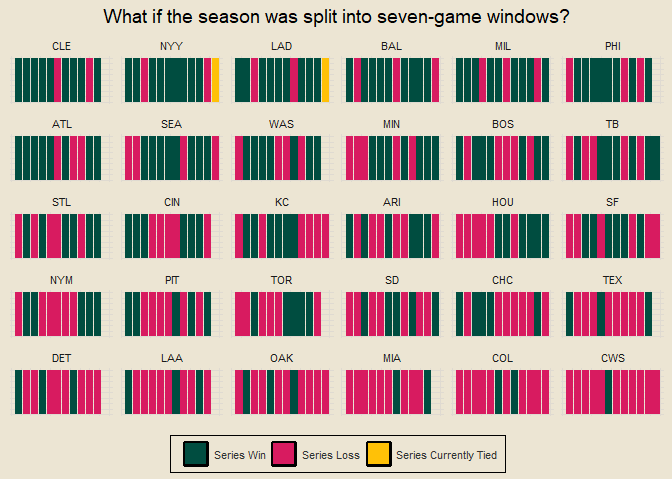 What if the season was split into seven-game windows?
CLE NYY LAD BAL MIL PHI
ATL SEA WAS MIN BOS TB
STL CIN KC ARI HOU SF
NYM PIT TOR SD CHC TEX
DET LAA OAK MIA COL CWS
Series Win Series Loss Series Currently Tied